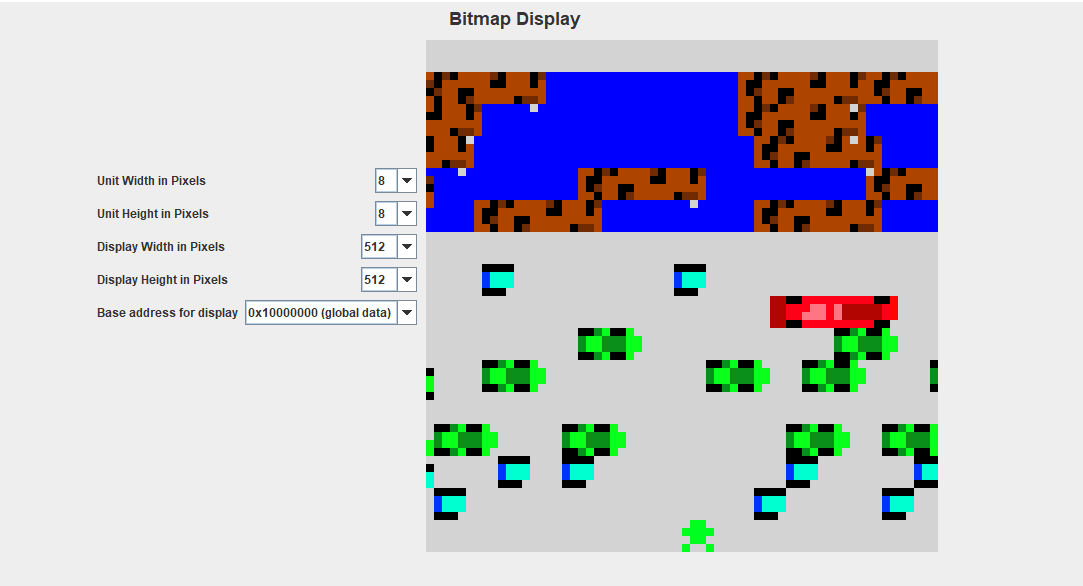 Bitmap Display
Unit Width in Pixels 8
Unit Height in Pixels 8
Display Width in Pixels 512
Display Height in Pixels 512
Base address for display 0x10000000 (global data)